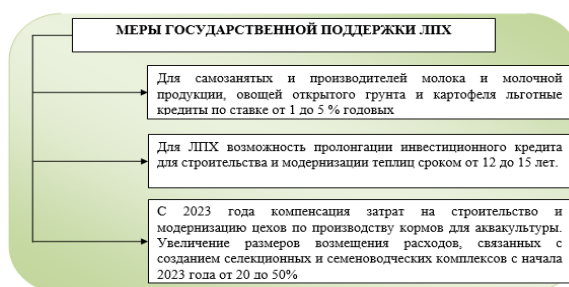 МЕРЫ ГОСУДАРСТВЕННОЙ ПОДДЕРЖКИ ЛПХ
Для самозанятых и производителей молока и молочной
продукции, овощей открытого грунта и картофеля льготные
кредиты по ставке от 1 до 5 % годовых
Для ЛПХ возможность пролонгации инвестиционного кредита
для строительства и модернизации теплиц сроком от 12 до 15 лет.
С 2023 года компенсация затрат на строительство и
модернизацию цехов по производству кормов для аквакультуры.
Увеличение размеров возмещения расходов, связанных с
созданием селекционных и семеноводческих комплексов с начала
2023 года от 20 до 50%